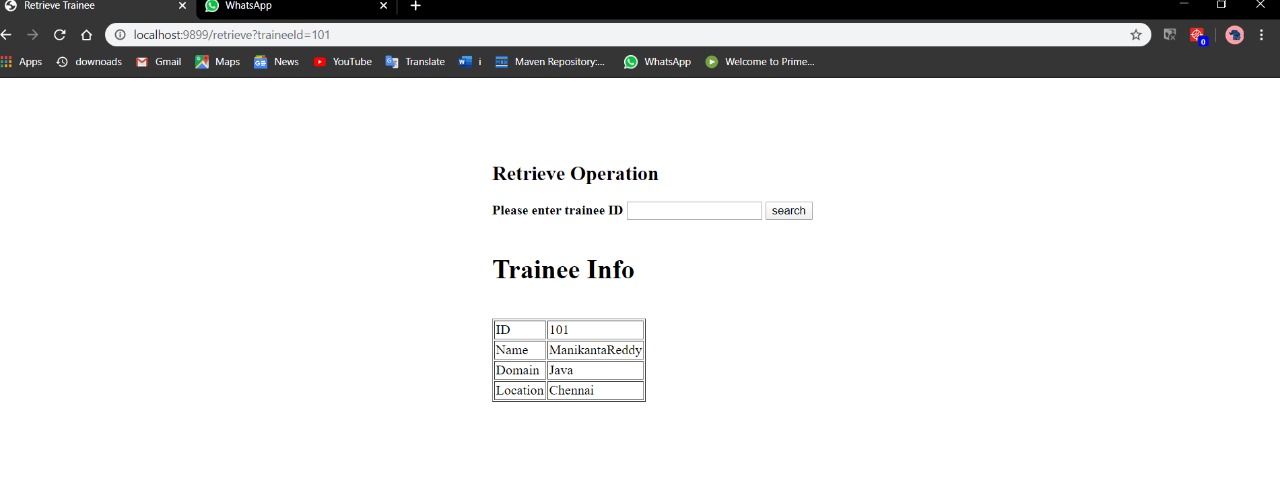 Retrieve Trainee WhatsApp
localhost:9899/retrieve?traineeId=101
Apps downoads Gmail Maps News YouTube Translate i Maven Repository:... WhatsApp Welcome to Prime...
0
Retrieve Operation
Please enter trainee ID search
Trainee Info
ID 101
Name ManikantaReddy
Domain Java
Location Chennai